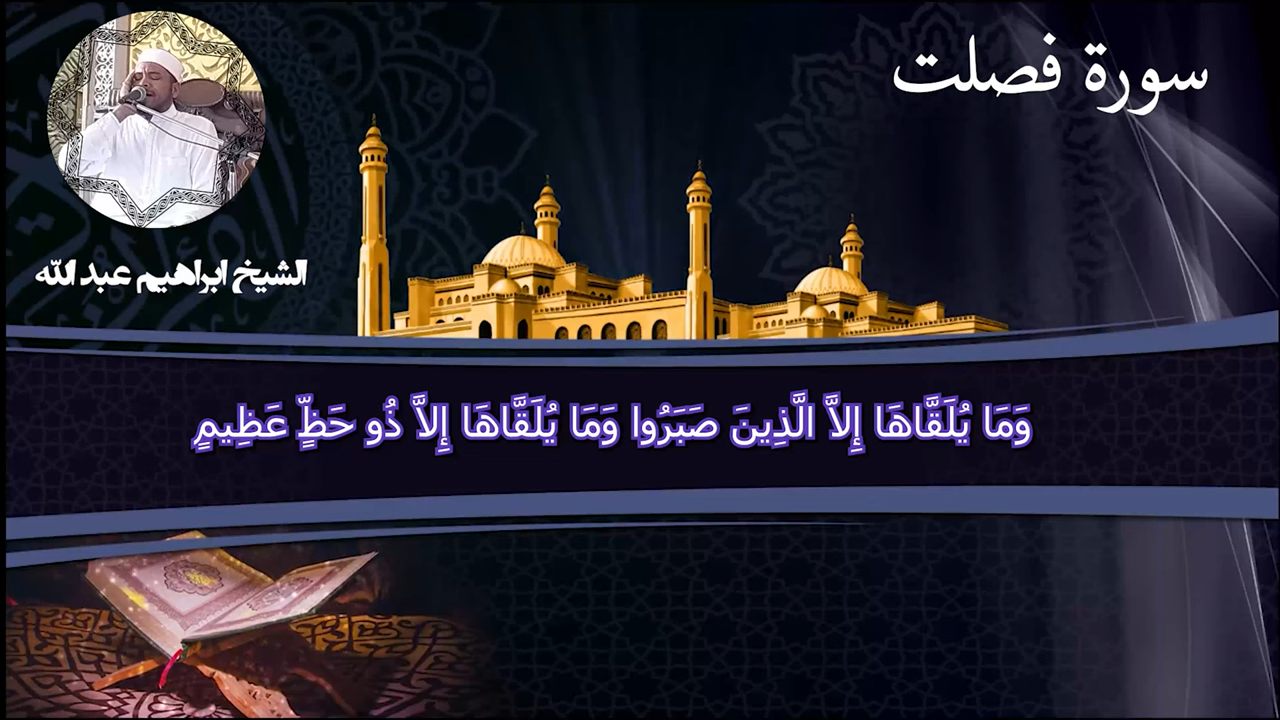 سورة فصلت
الشيخ ابراهيم عبد الله
وَمَا يُلَقَّاهَا إِلاَّ الَّذِينَ صَبَرُوا وَمَا يُلَقَّاهَا إِلاَّ ذُو حَظٍّ عَظِيمٍ